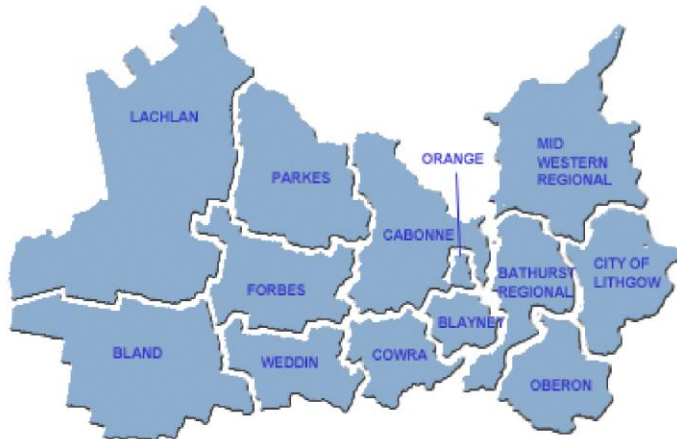 LACHLAN
MID
WESTERN
REGIONAL
ORANGE
PARKES
CABONNE
CITY OF
LITHGOW
BATHURST
REGIONAL
FORBES
BLAYNEY
BLAND
WEDDIN
COWRA
OBERON